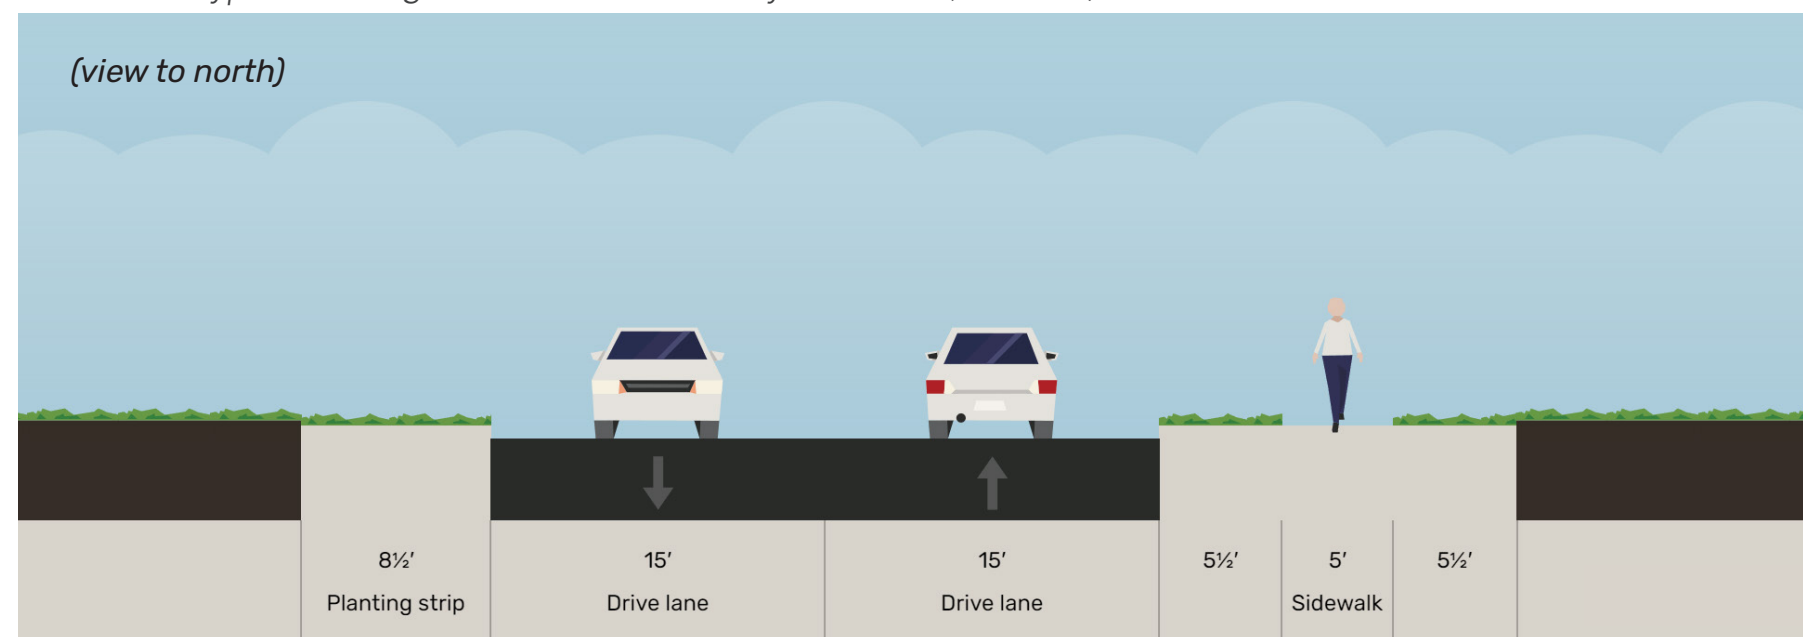 (view to north)
8½′ 15′ 15′ 5½′ 5′ 5½′
Planting strip Drive lane Drive lane Sidewalk